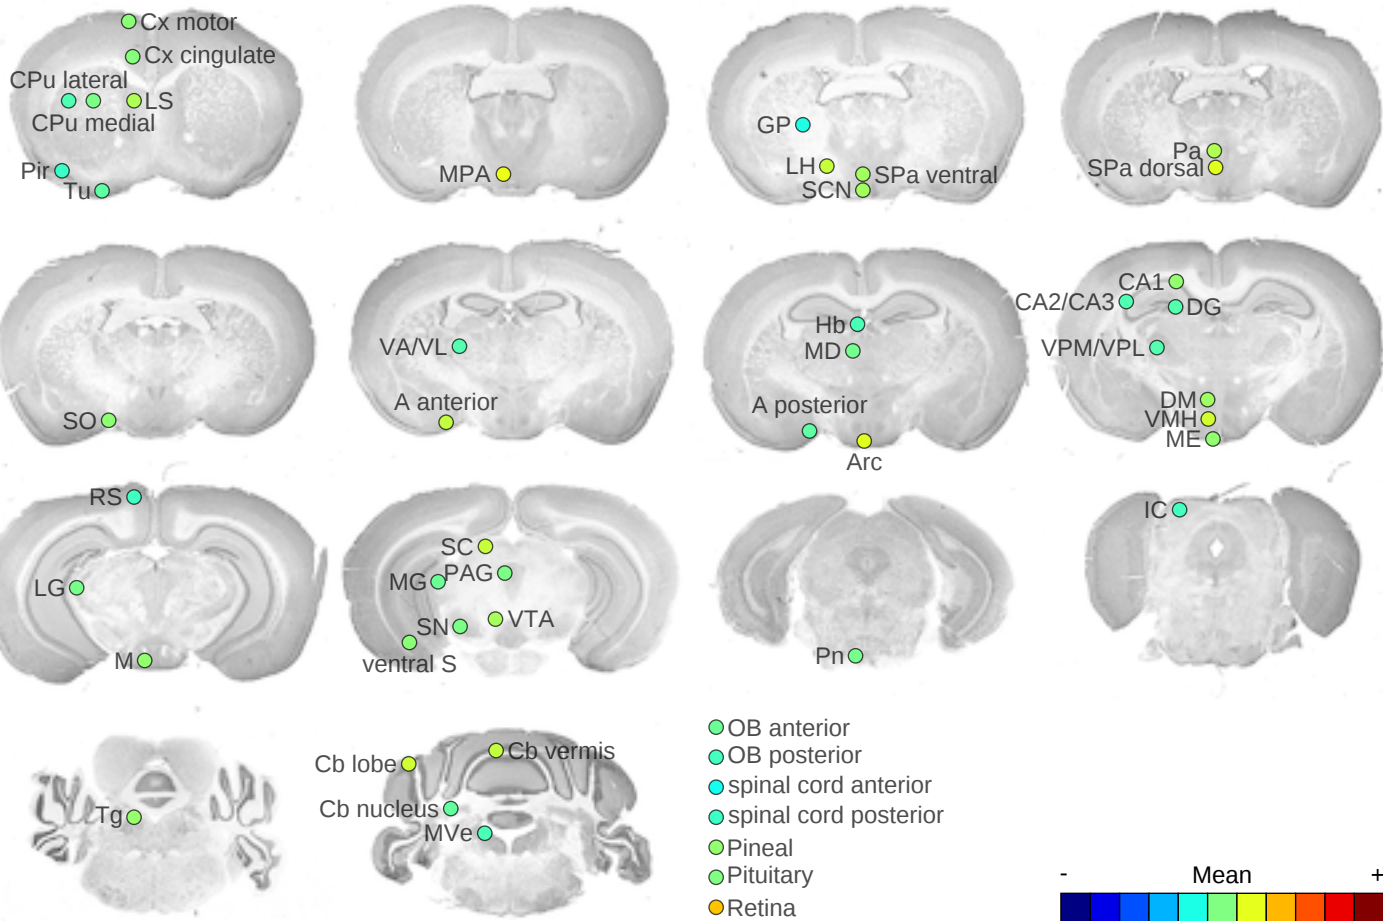 Cx motor
Cx cingulate
CPu lateral
LS
CPu medial
Pir
Tu
MPA
GP
LH
SPa ventral
SCN
Pa
SPa dorsal
SO
VA/VL
A anterior
Hb
MD
A posterior
Arc
CA1
CA2/CA3
DG
VPM/VPL
DM
VMH
ME
RS
LG
M
SC
PAG
MG
VTA
SN
ventral S
Pn
IC
Tg
Cb vermis
Cb lobe
Cb nucleus
MVe
OB anterior
OB posterior
spinal cord anterior
spinal cord posterior
Pineal
Pituitary
Retina
- Mean +